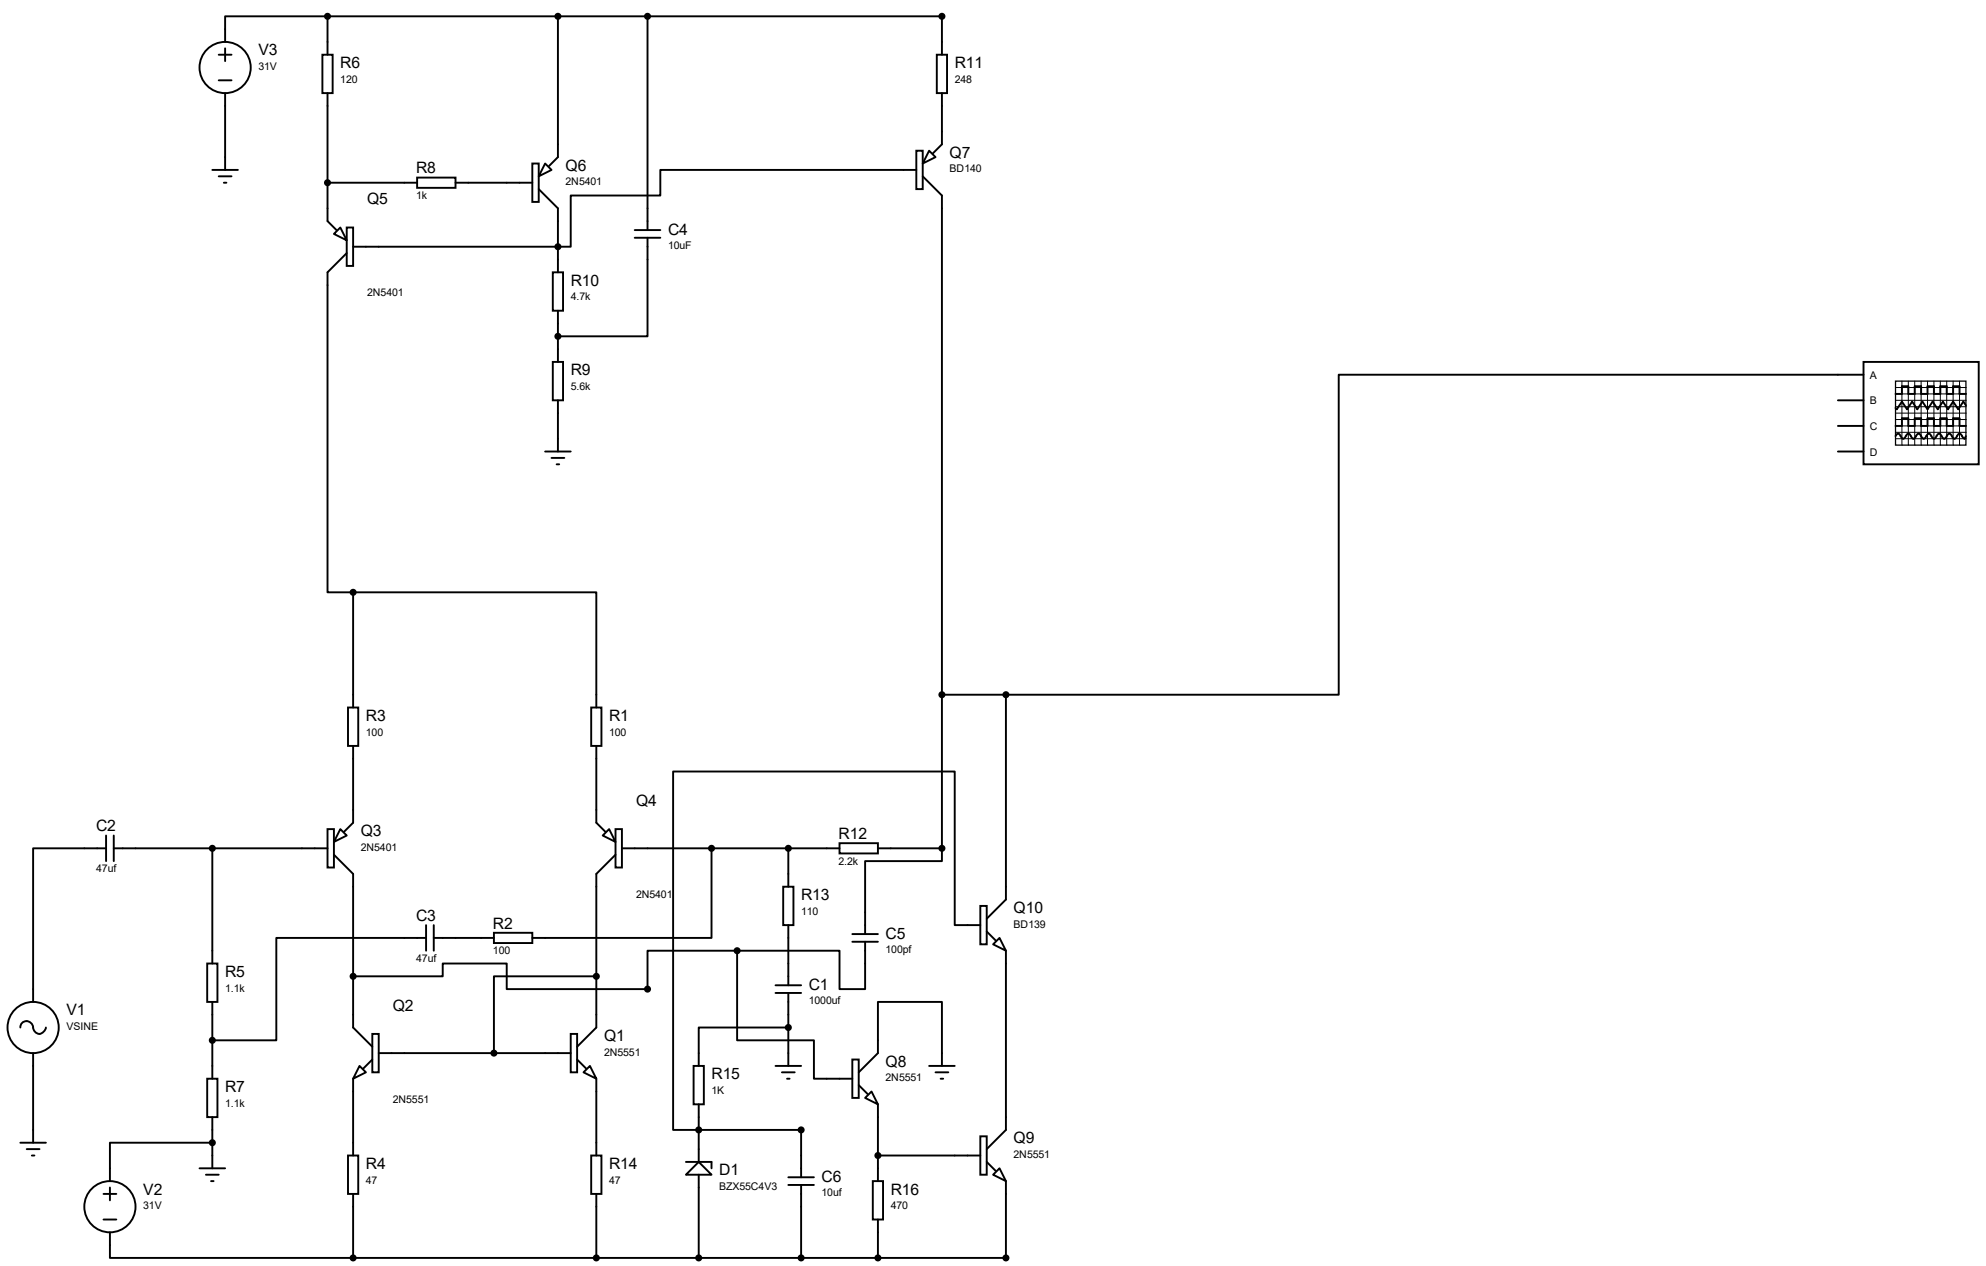 V3
31V
R6
120
R11
248
R8
1k
Q6
2N5401
Q7
BD140
Q5
2N5401
C4
10uF
R10
4.7k
R9
5.6k
A
B
C
D
R3
100
R1
100
Q4
2N5401
C2
47uf
Q3
2N5401
R12
2.2k
R13
110
Q10
BD139
C3
47uf
R2
100
C5
100pf
R5
1.1k
C1
1000uf
Q2
2N5551
V1
VSINE
Q1
2N5551
Q8
2N5551
R15
1K
R7
1.1k
Q9
2N5551
R4
47
R14
47
D1
BZX55C4V3
C6
10uf
R16
470
V2
31V